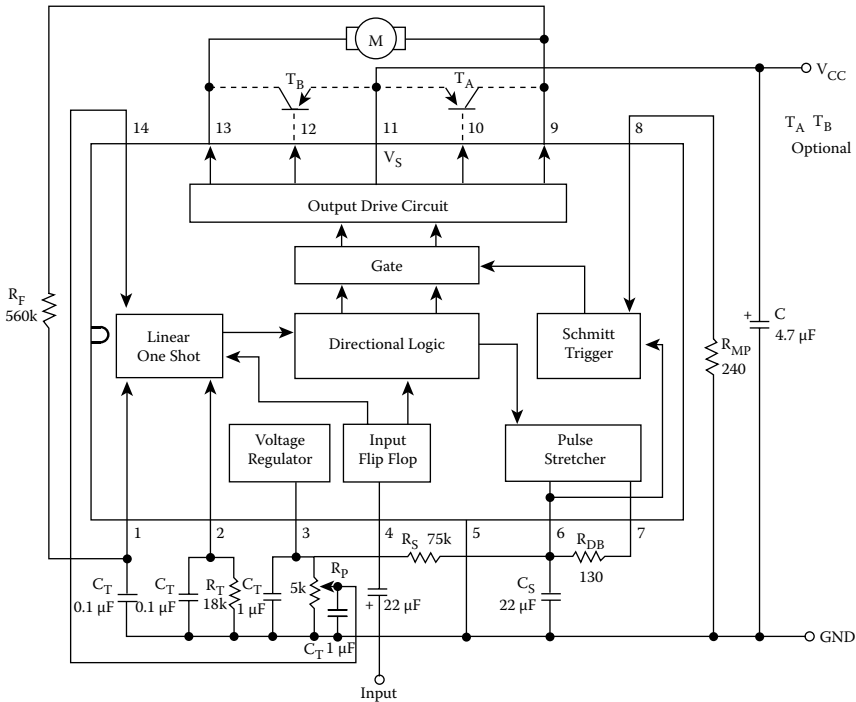 M
T_B
T_A
V_CC
14
13
12
11
10
9
8
T_A T_B
Optional
V_S
Output Drive Circuit
Gate
R_F
560k
Linear
One Shot
Directional Logic
Schmitt
Trigger
+
C
4.7 µF
R_MP
240
Voltage
Regulator
Input
Flip Flop
Pulse
Stretcher
1
2
3
4
5
6
7
R_S 75k
R_DB
130
C_T
0.1 µF
C_T
0.1 µF
R_T
18k
C_T
1 µF
5k
R_P
+
22 µF
C_S
22 µF
C_T 1 µF
GND
Input